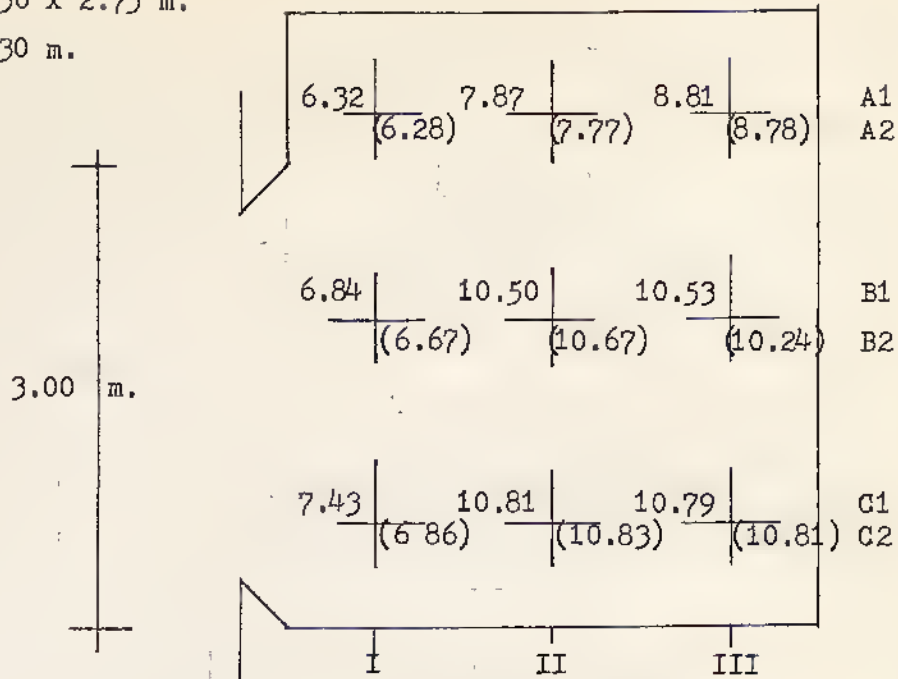 x 2.75 m.
30 m.
6.32 7.87 8.81 A1
(6.28) (7.77) (8.78) A2
6.84 10.50 10.53 B1
(6.67) (10.67) (10.24) B2
3.00 m.
7.43 10.81 10.79 C1
(6 86) (10.83) (10.81) C2
I II III